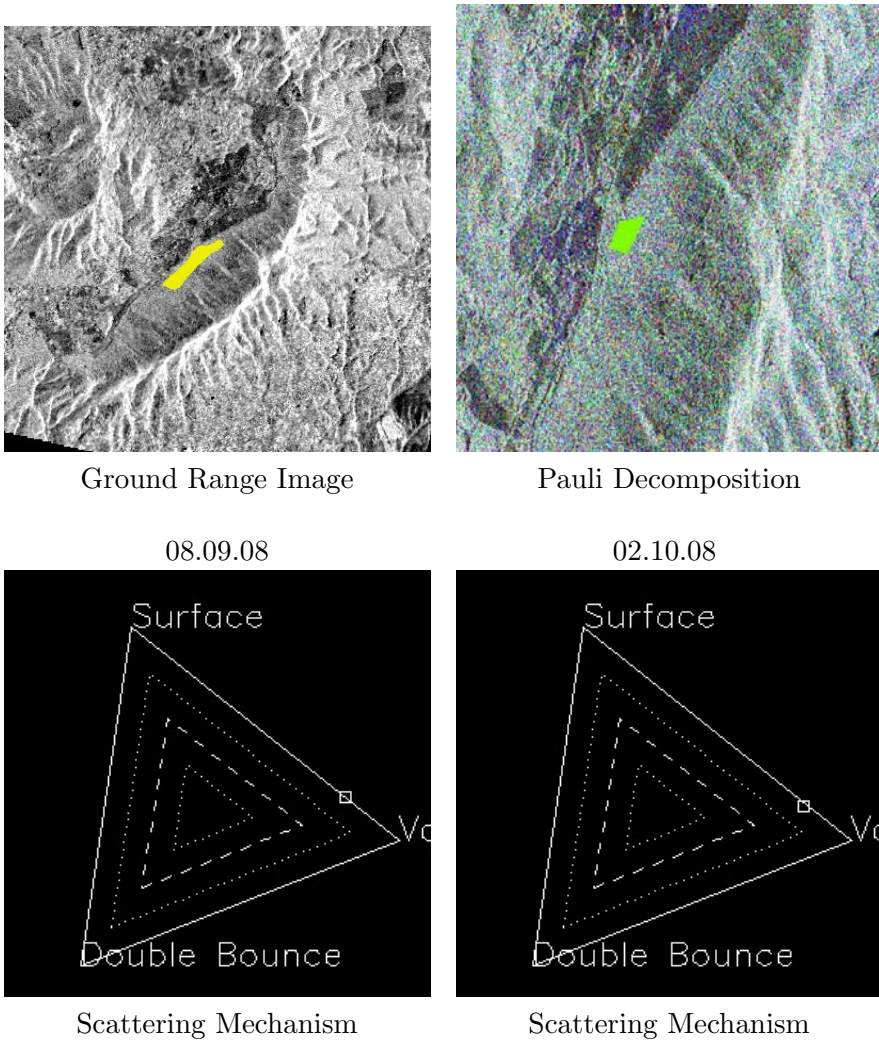 Ground Range Image
Pauli Decomposition
08.09.08
02.10.08
Surface
Surface
Double Bounce
Double Bounce
Scattering Mechanism
Scattering Mechanism